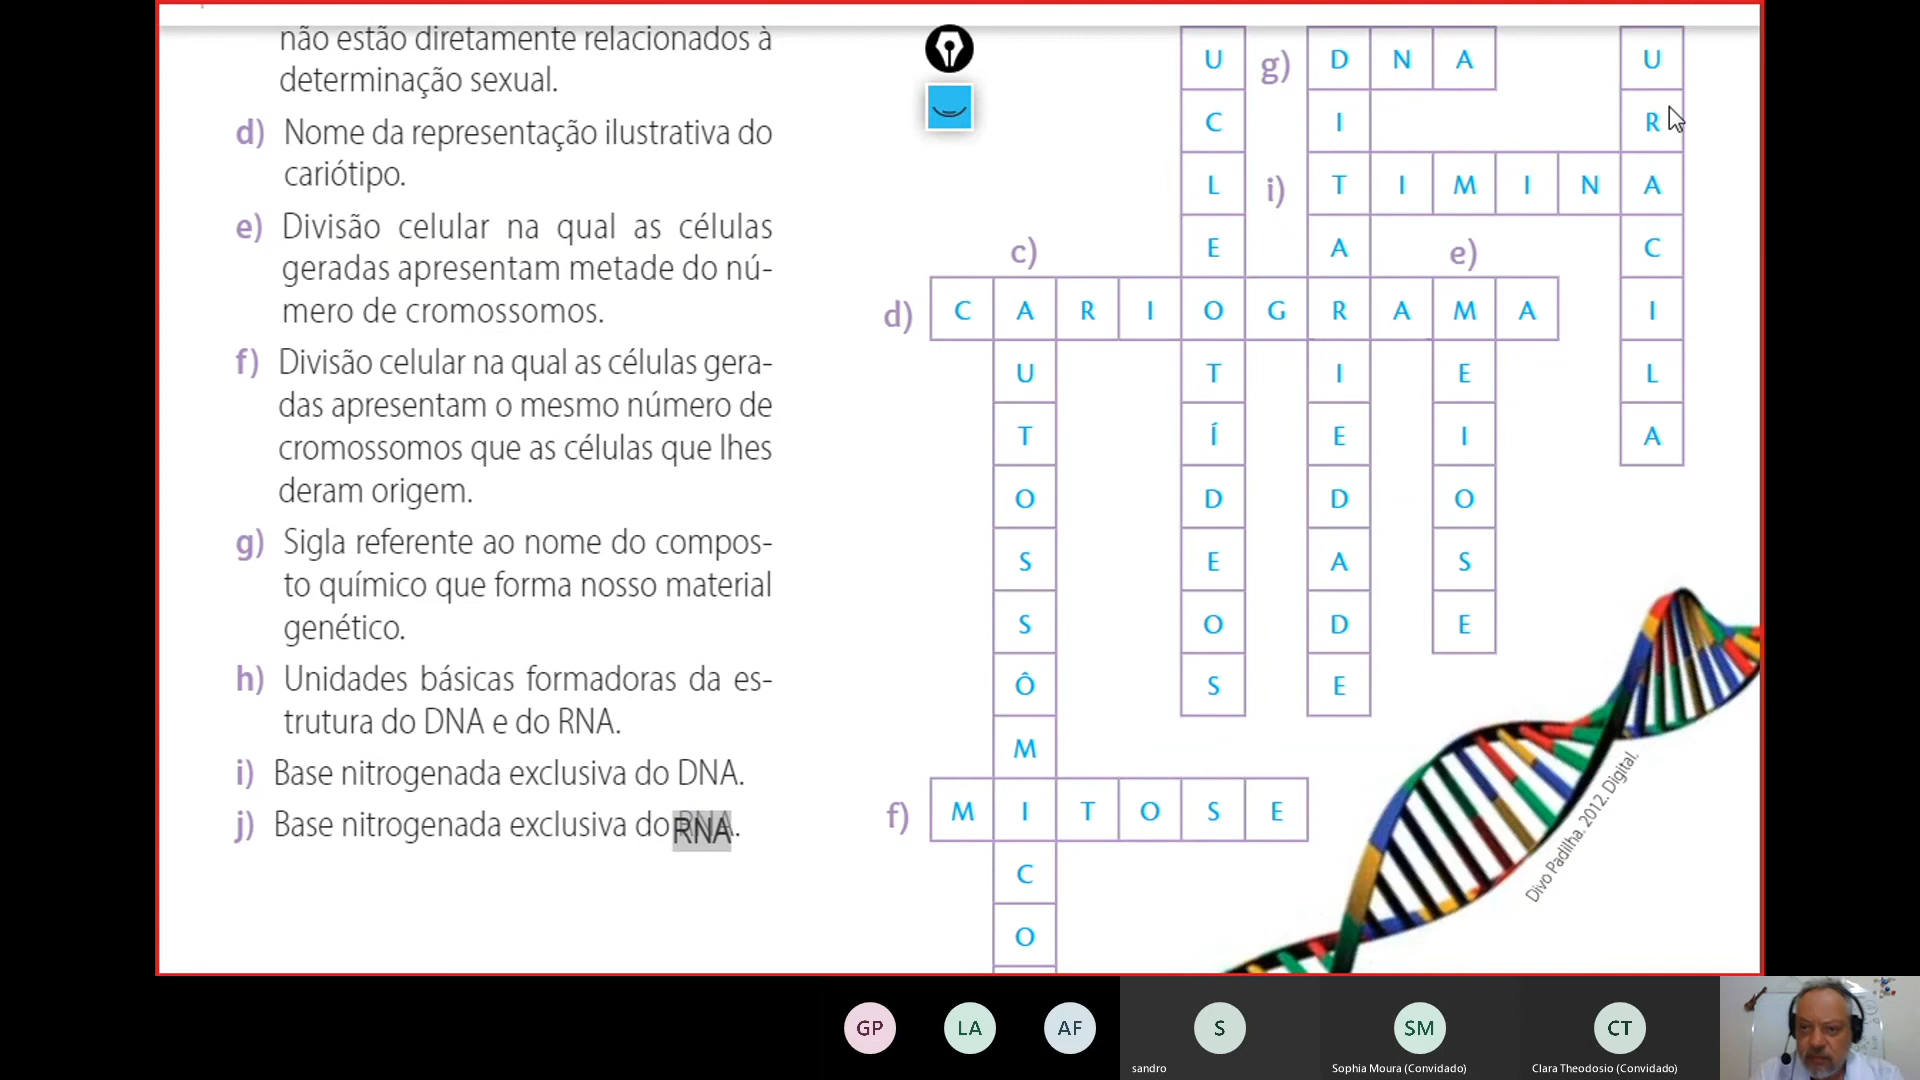 não estão diretamente relacionados à
determinação sexual.
d) Nome da representação ilustrativa do
cariótipo.
e) Divisão celular na qual as células
geradas apresentam metade do nú-
mero de cromossomos.
f) Divisão celular na qual as células gera-
das apresentam o mesmo número de
cromossomos que as células que lhes
deram origem.
g) Sigla referente ao nome do compos-
to químico que forma nosso material
genético.
h) Unidades básicas formadoras da es-
trutura do DNA e do RNA.
i) Base nitrogenada exclusiva do DNA.
j) Base nitrogenada exclusiva do RNA.
U g) D N A U
C I R
L i) T I M I N A
c) E A e) C
d) C A R I O G R A M A I
U T I E L
T Í E I A
O D D O
S E A S
S O D E
Ô S E
M
f) M I T O S E
C
O
Divo Padilha. 2012. Digital.
GP LA AF S SM CT
sandro Sophia Moura (Convidado) Clara Theodosio (Convidado)